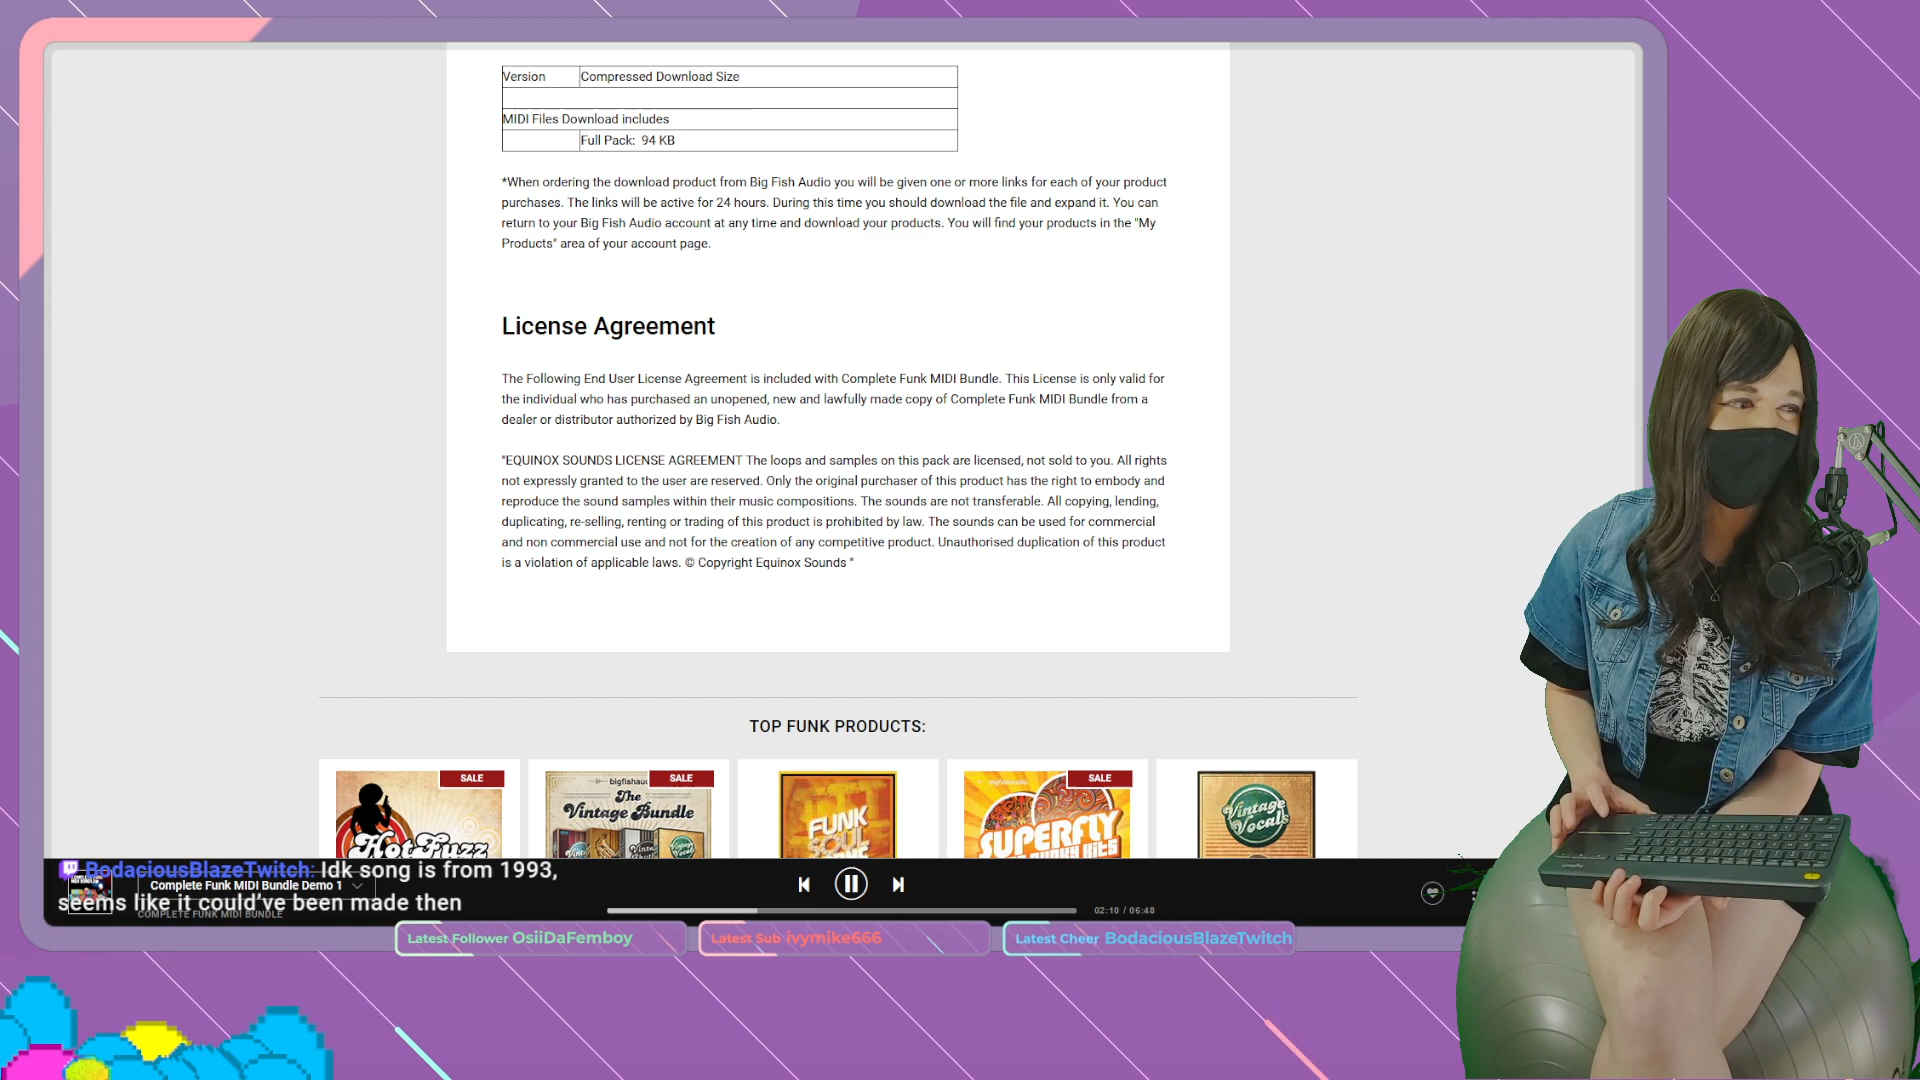 Version Compressed Download Size
MIDI Files Download includes
Full Pack: 94 KB
*When ordering the download product from Big Fish Audio you will be given one or more links for each of your product
purchases. The links will be active for 24 hours. During this time you should download the file and expand it. You can
return to your Big Fish Audio account at any time and download your products. You will find your products in the "My
Products" area of your account page.
License Agreement
The Following End User License Agreement is included with Complete Funk MIDI Bundle. This License is only valid for
the individual who has purchased an unopened, new and lawfully made copy of Complete Funk MIDI Bundle from a
dealer or distributor authorized by Big Fish Audio.
"EQUINOX SOUNDS LICENSE AGREEMENT The loops and samples on this pack are licensed, not sold to you. All rights
not expressly granted to the user are reserved. Only the original purchaser of this product has the right to embody and
reproduce the sound samples within their music compositions. The sounds are not transferable. All copying, lending,
duplicating, re-selling, renting or trading of this product is prohibited by law. The sounds can be used for commercial
and non commercial use and not for the creation of any competitive product. Unauthorised duplication of this product
is a violation of applicable laws. © Copyright Equinox Sounds "
TOP FUNK PRODUCTS:
SALE SALE SALE
Hot Fuzz
bigfishau
The
Vintage Bundle
FUNK
SOUL
bigfishaudio
SUPERFLY
Vintage
Vocals
BodaciousBlazeTwitch: Idk song is from 1993,
seems like it could've been made then
Complete Funk MIDI Bundle Demo 1
COMPLETE FUNK MIDI BUNDLE
02:10 / 06:48
Latest Follower OsiiDaFemboy
Latest Sub ivymike666
Latest Cheer BodaciousBlazeTwitch